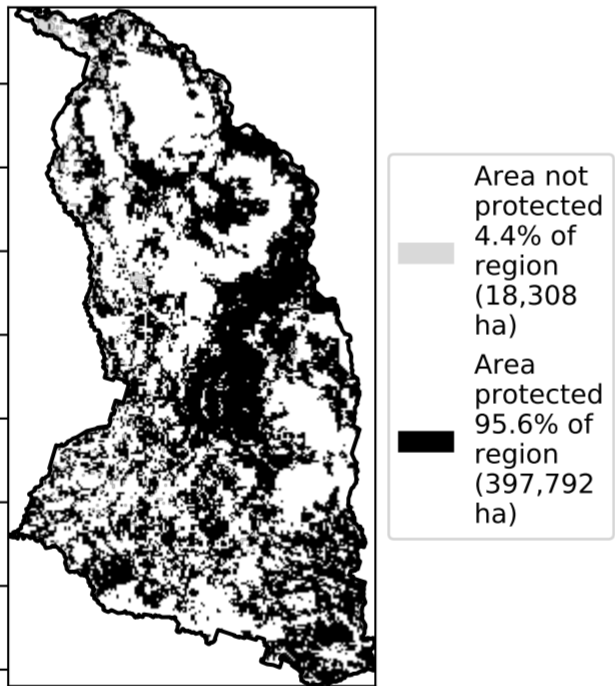 Area not
protected
4.4% of
region
(18,308
ha)
Area
protected
95.6% of
region
(397,792
ha)